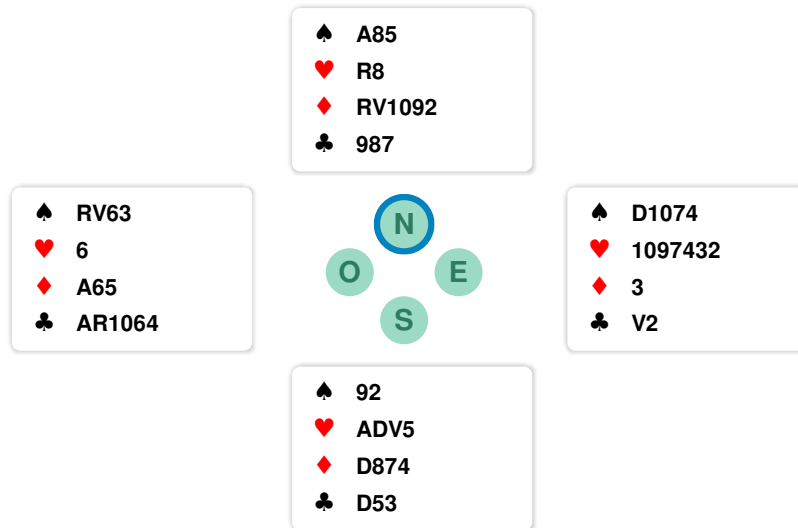 ♠ A85
♥ R8
♦ RV1092
♣ 987
♠ RV63
♥ 6
♦ A65
♣ AR1064
N
O E
S
♠ D1074
♥ 1097432
♦ 3
♣ V2
♠ 92
♥ ADV5
♦ D874
♣ D53